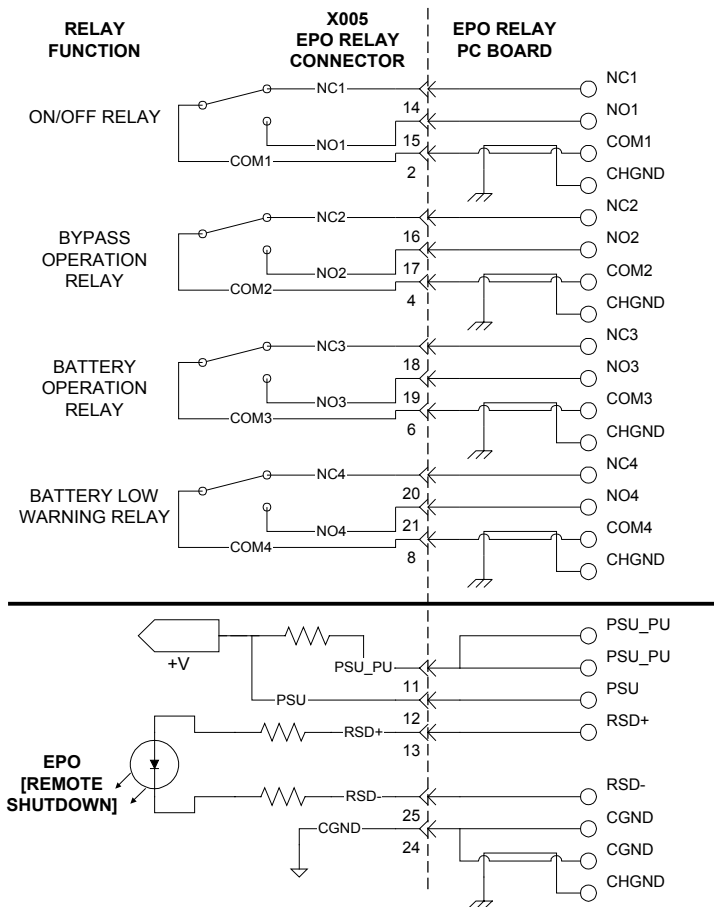 RELAY
FUNCTION
X005
EPO RELAY
CONNECTOR
EPO RELAY
PC BOARD
ON/OFF RELAY
NC1
14
NC1
NO1
15
NO1
COM1
2
COM1
CHGND
BYPASS
OPERATION
RELAY
NC2
16
NC2
NO2
17
NO2
COM2
4
COM2
CHGND
BATTERY
OPERATION
RELAY
NC3
18
NC3
NO3
19
NO3
COM3
6
COM3
CHGND
BATTERY LOW
WARNING RELAY
NC4
20
NC4
NO4
21
NO4
COM4
8
COM4
CHGND
+V
PSU_PU
11
PSU_PU
PSU_PU
PSU
12
PSU
EPO
[REMOTE
SHUTDOWN]
RSD+
13
RSD+
RSD-
25
RSD-
CGND
24
CGND
CGND
CHGND